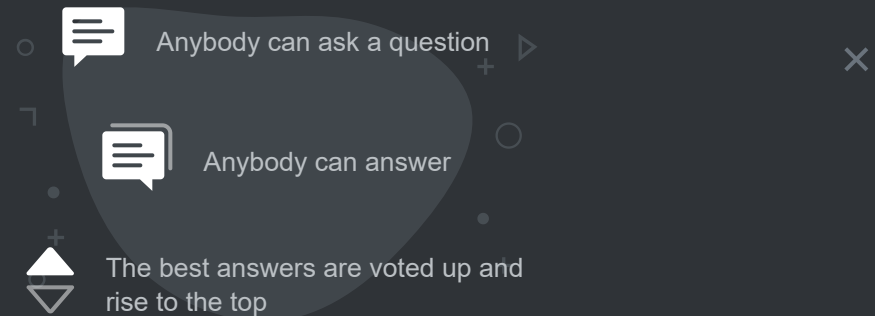 Anybody can ask a question
Anybody can answer
The best answers are voted up and
rise to the top